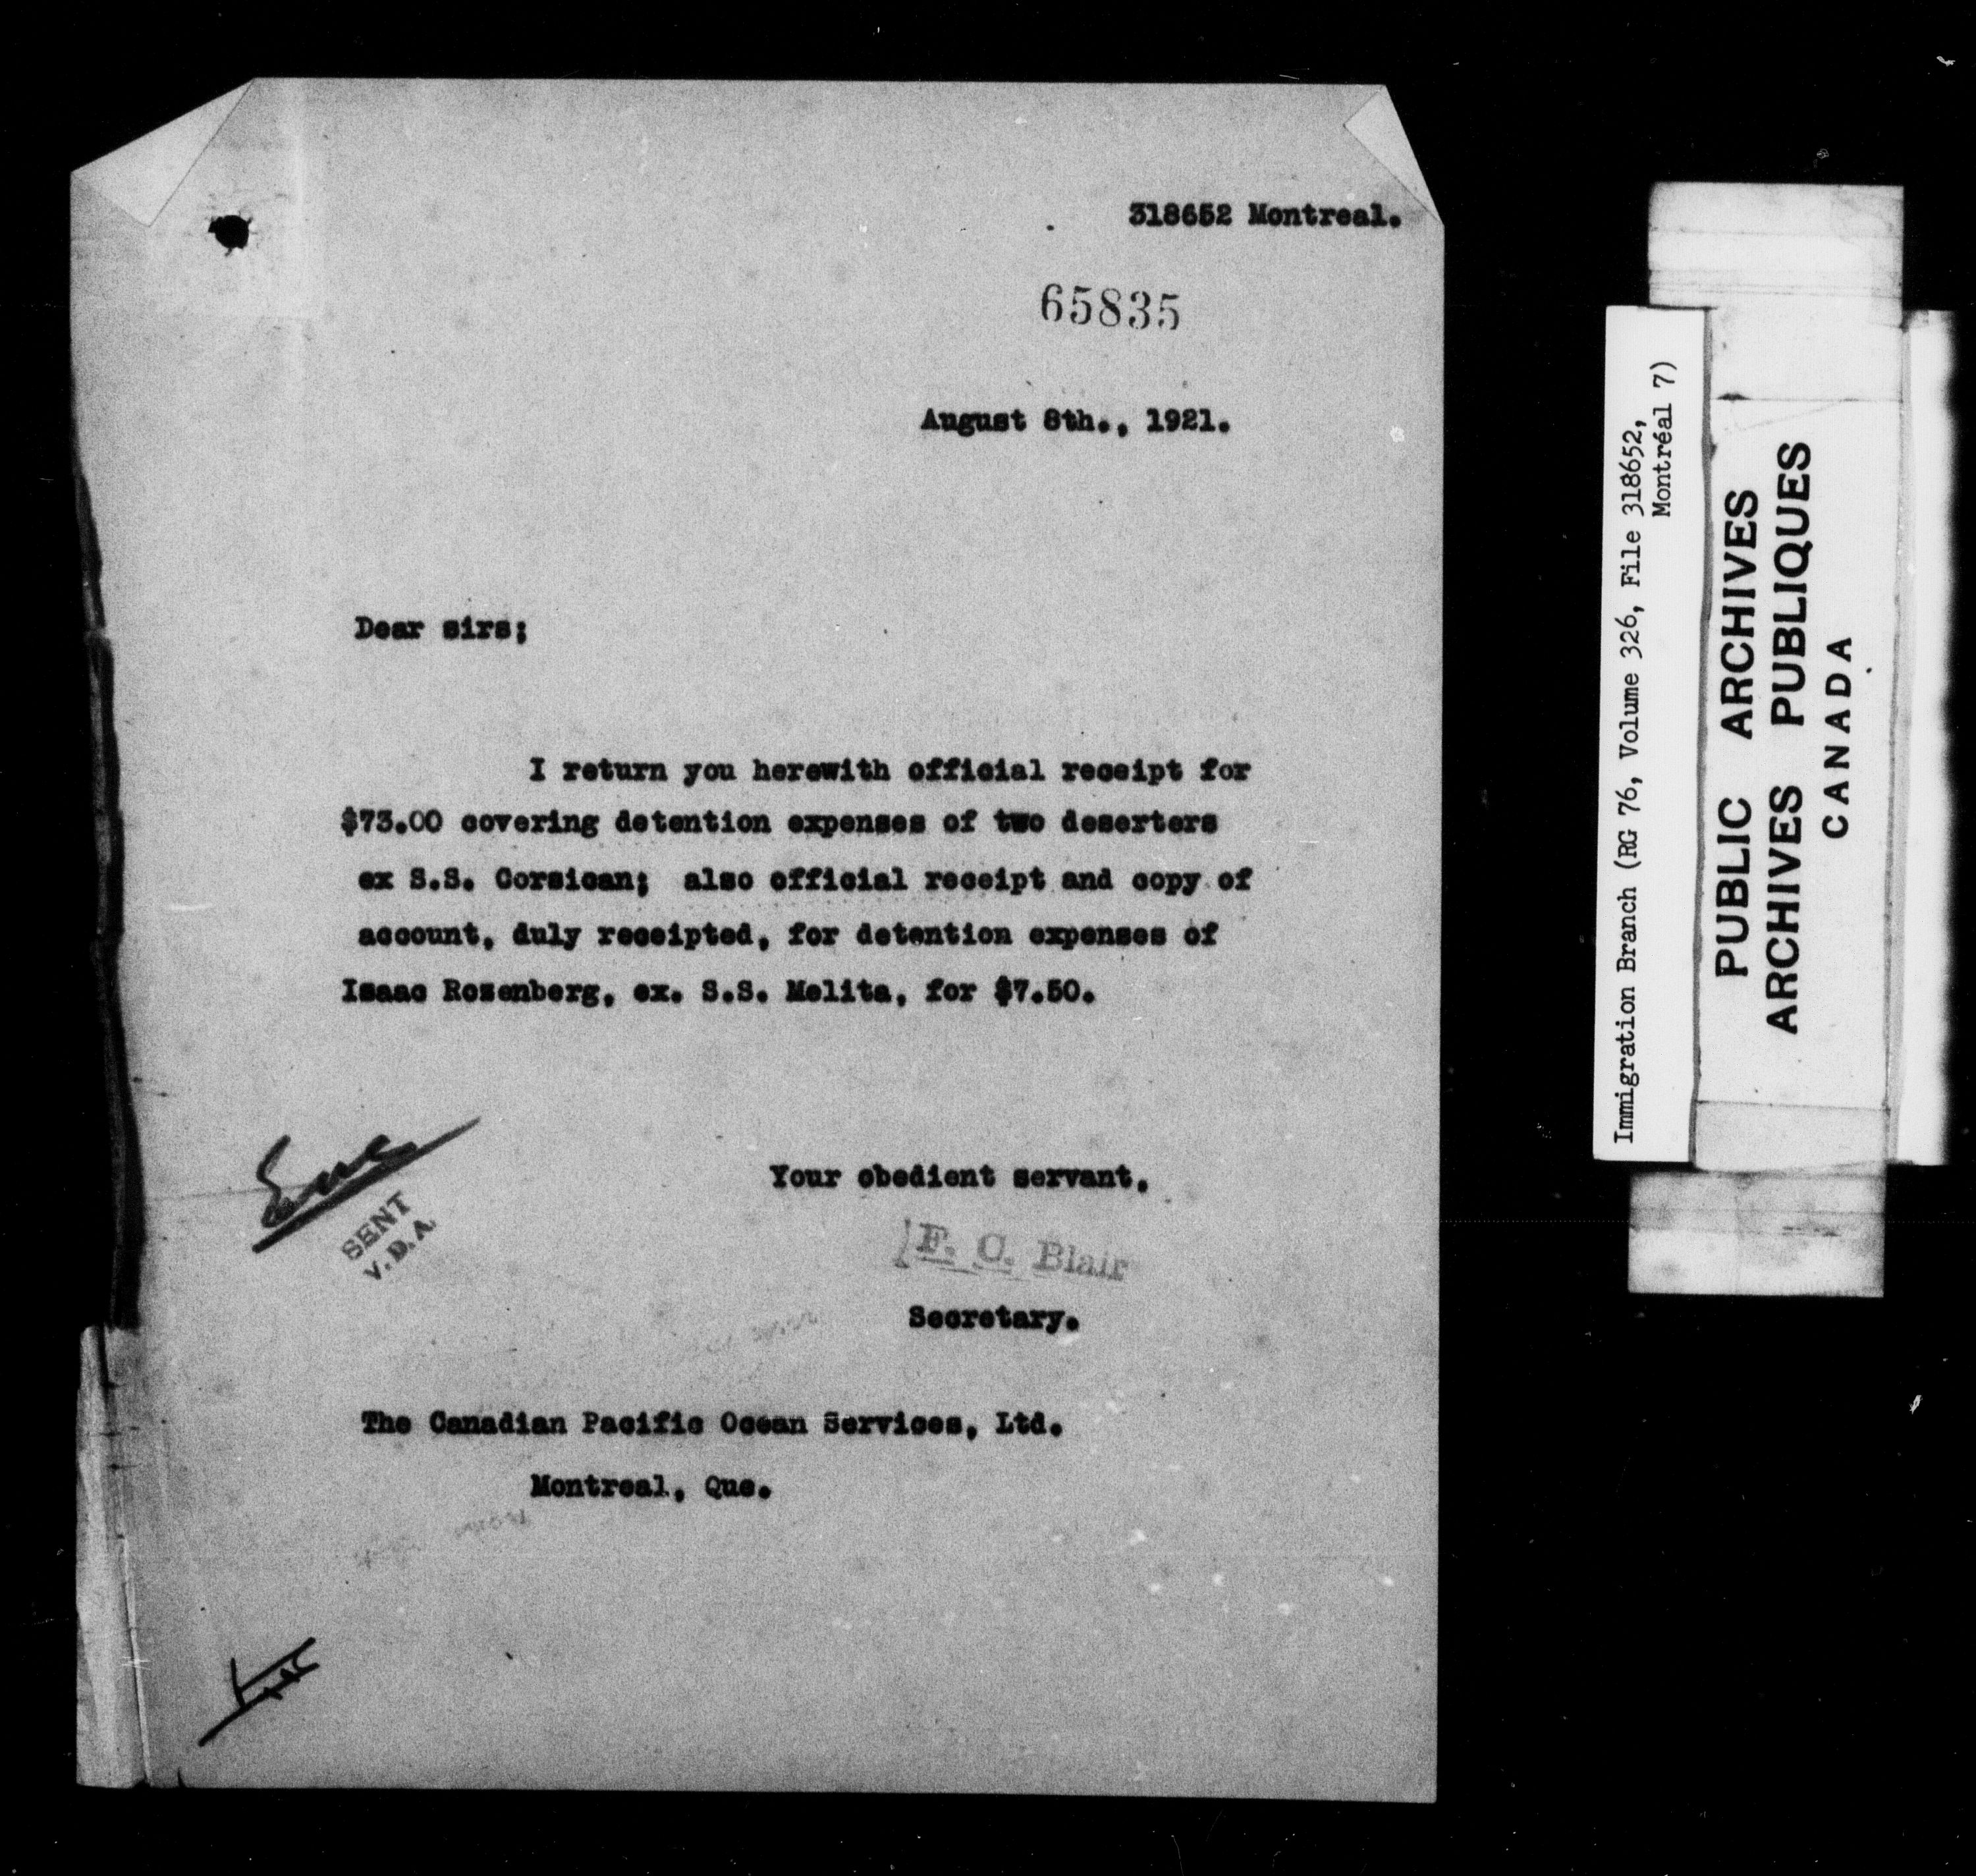 318652 Montreal.
65835
August 8th., 1921.
Dear sirs;
I return you herewith official receipt for
$73.00 covering detention expenses of two deserters
ex S.S. Corsican; also official receipt and copy of
account, duly receipted, for detention expenses of
Isaac Rosenberg, ex. S.S. Melita, for $7.50.
Enc
SENT
V.D.A.
Your obedient servant,
F. C. Blair
Secretary.
The Canadian Pacific Ocean Services, Ltd.
Montreal, Que.
Immigration Branch (RG 76, Volume 326, File 318652,
Montréal 7)
PUBLIC ARCHIVES
ARCHIVES PUBLIQUES
CANADA